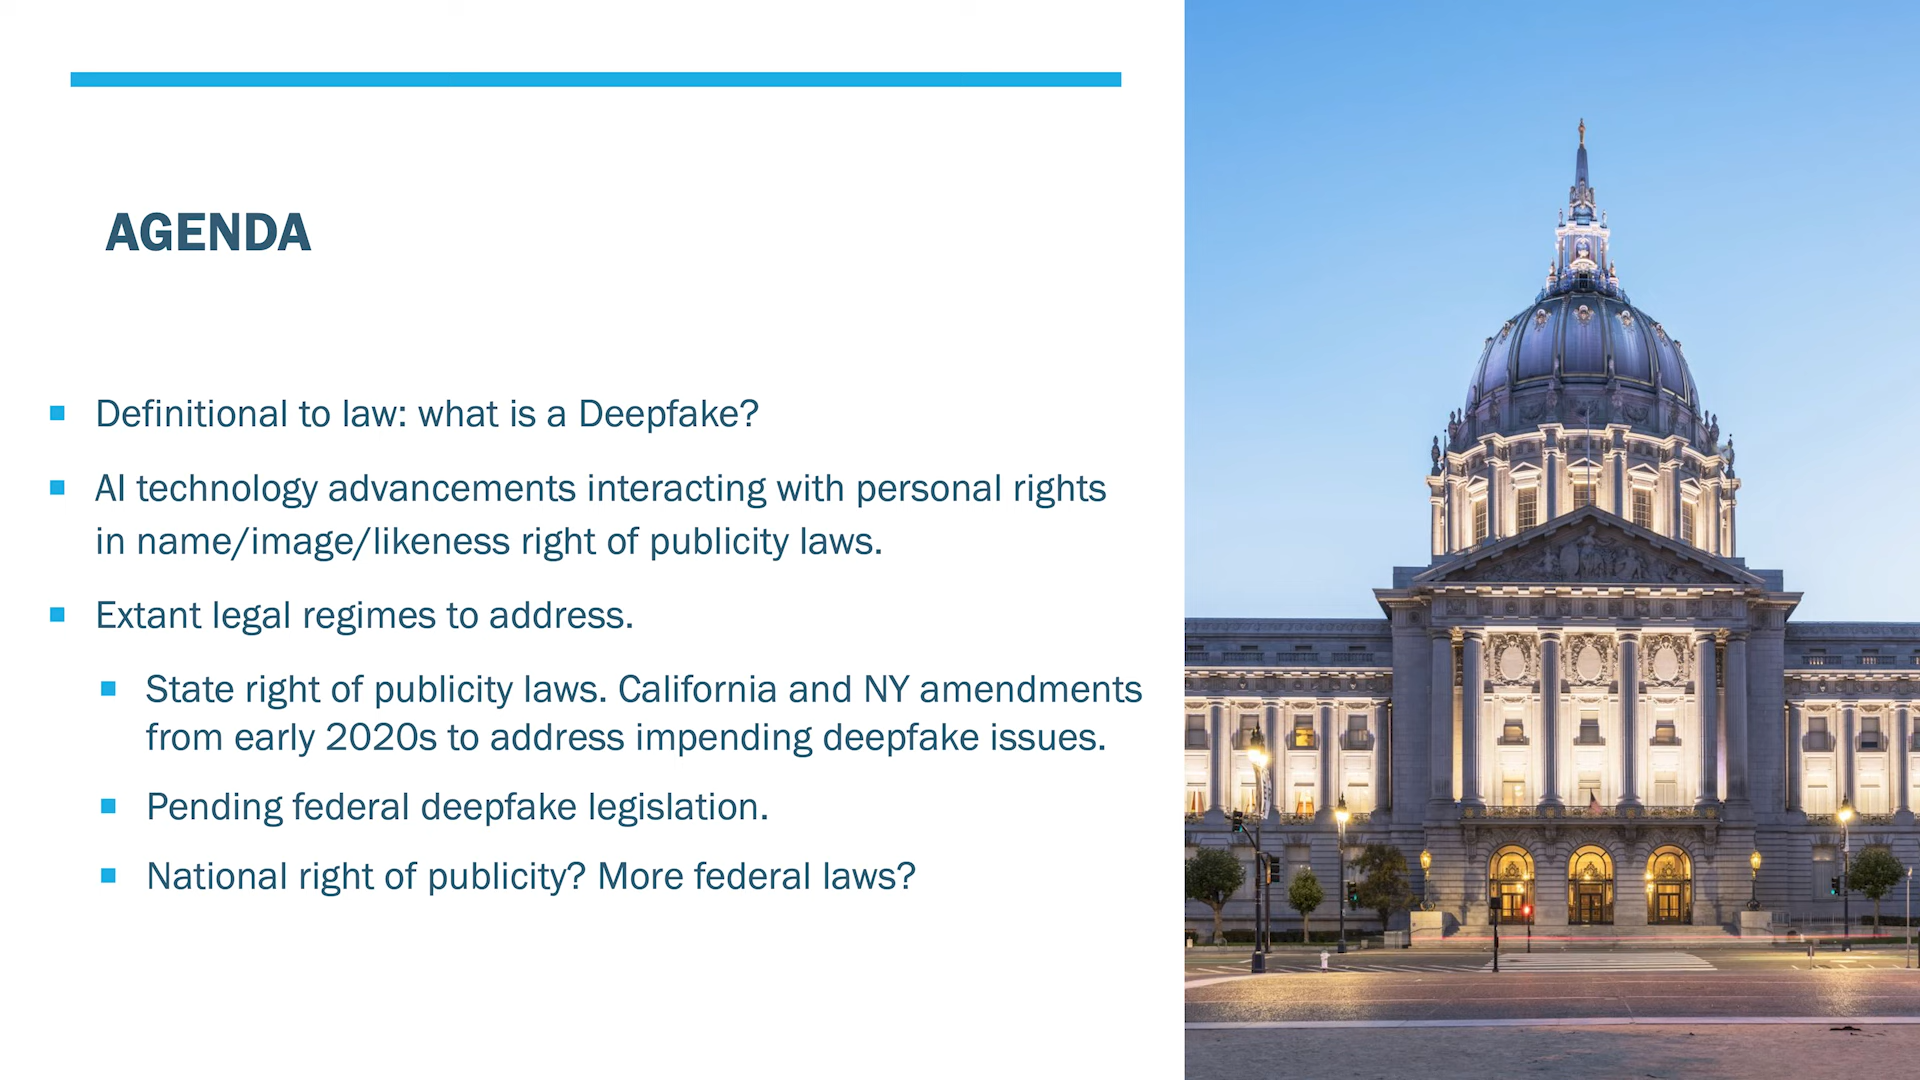 AGENDA
Definitional to law: what is a Deepfake?
AI technology advancements interacting with personal rights
in name/image/likeness right of publicity laws.
Extant legal regimes to address.
State right of publicity laws. California and NY amendments
from early 2020s to address impending deepfake issues.
Pending federal deepfake legislation.
National right of publicity? More federal laws?